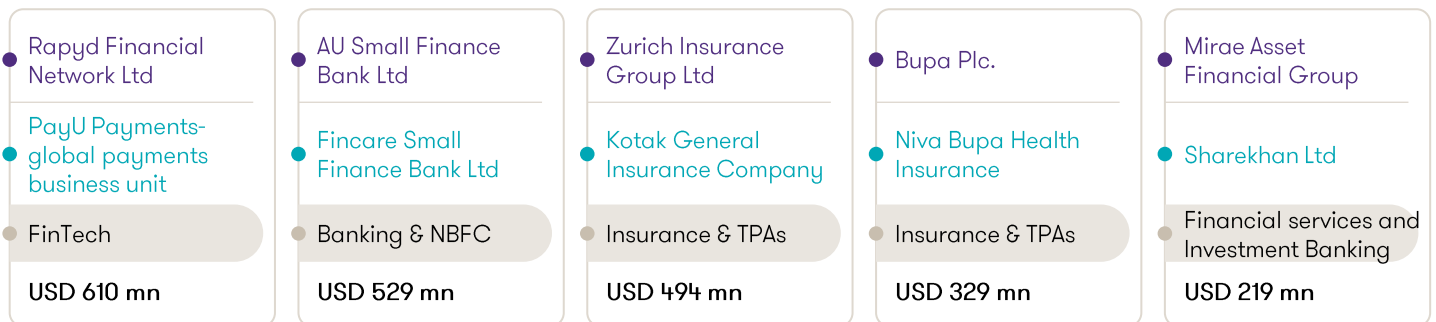 Rapyd Financial
Network Ltd
PayU Payments-
global payments
business unit
FinTech
USD 610 mn
AU Small Finance
Bank Ltd
Fincare Small
Finance Bank Ltd
Banking & NBFC
USD 529 mn
Zurich Insurance
Group Ltd
Kotak General
Insurance Company
Insurance & TPAs
USD 494 mn
Bupa Plc.
Niva Bupa Health
Insurance
Insurance & TPAs
USD 329 mn
Mirae Asset
Financial Group
Sharekhan Ltd
Financial services and
Investment Banking
USD 219 mn